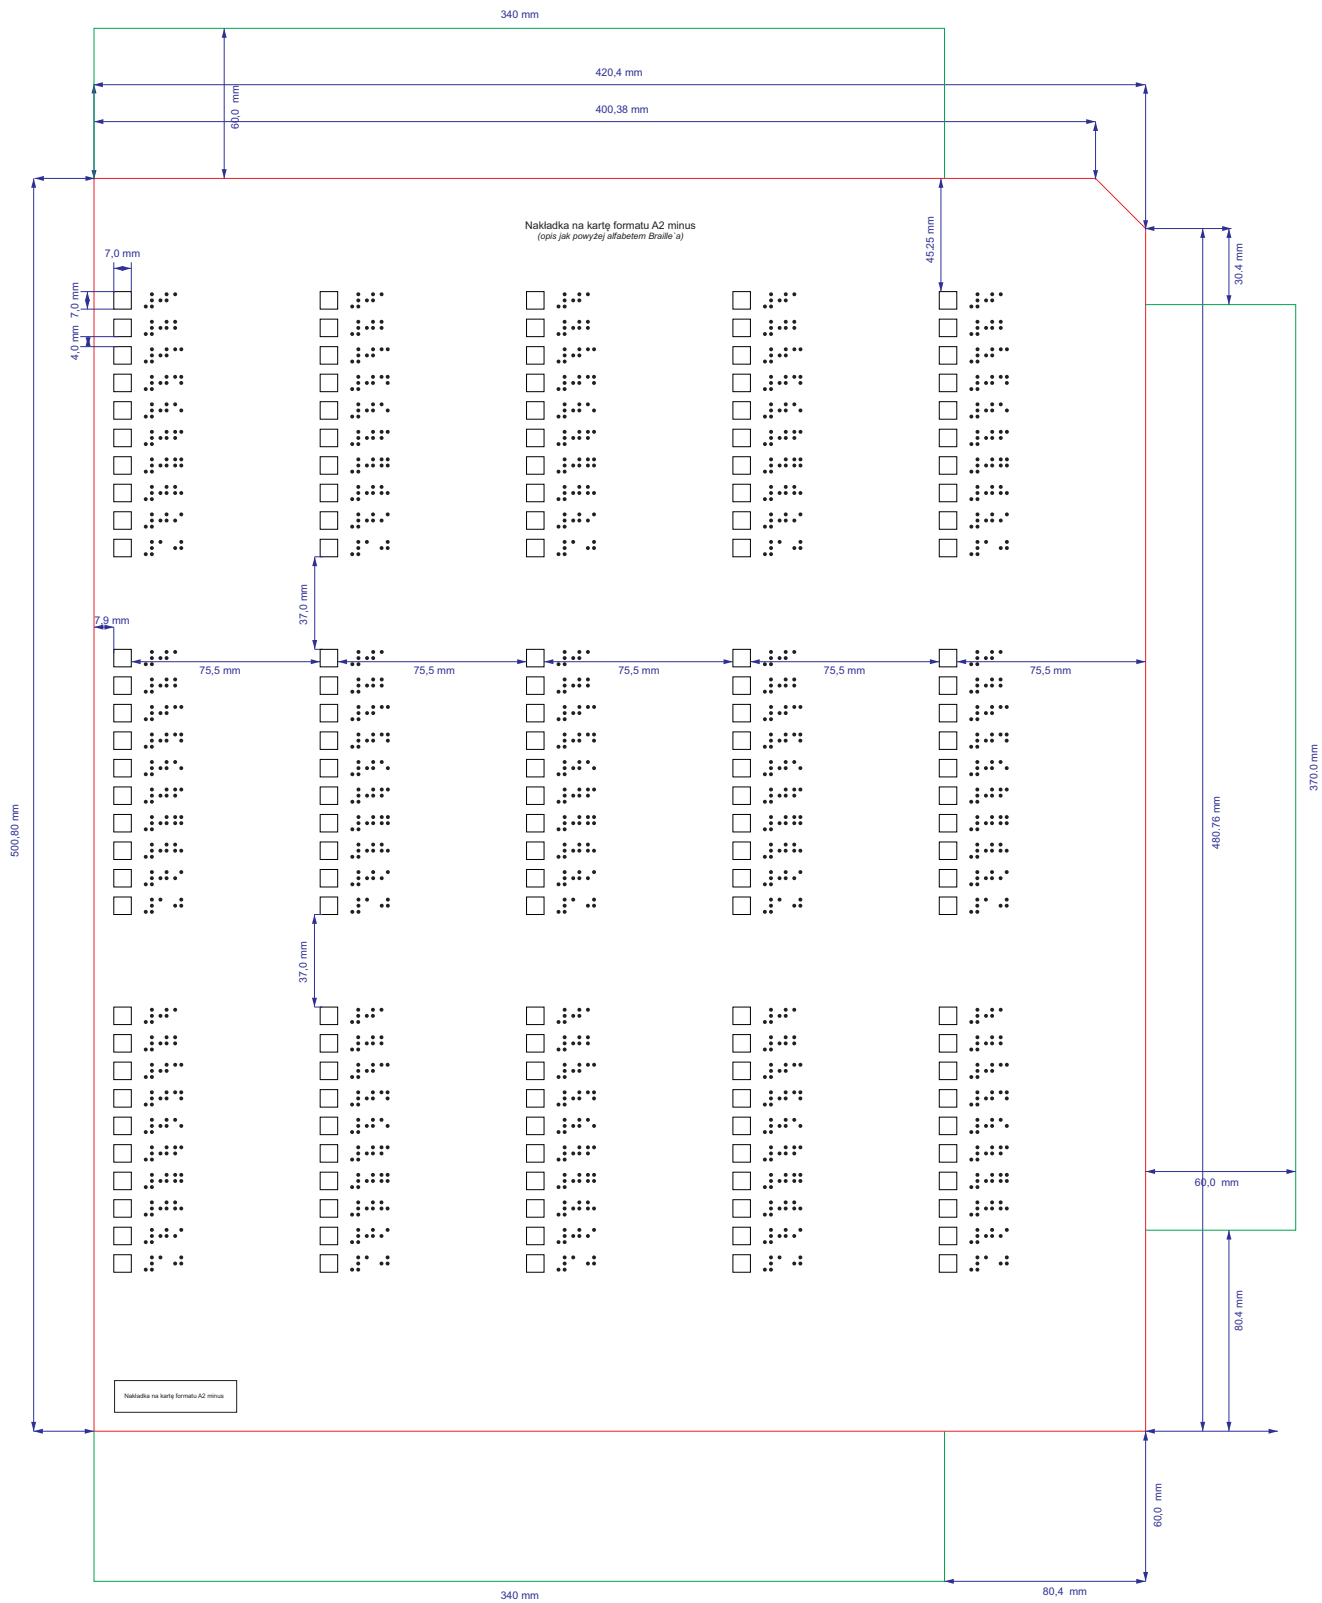 340 mm
420,4 mm
400,38 mm
60,0 mm
Nakładka na kartę formatu A2 minus
(opis jak powyżej alfabetem Braille`a)
45.25 mm
30.4 mm
7,0 mm
7,0 mm
4,0 mm
37,0 mm
7,9 mm
75,5 mm
75,5 mm
75,5 mm
75,5 mm
75,5 mm
370.0 mm
500,80 mm
480.76 mm
37,0 mm
60,0 mm
80.4 mm
Nakładka na kartę formatu A2 minus
60,0 mm
340 mm
80,4 mm